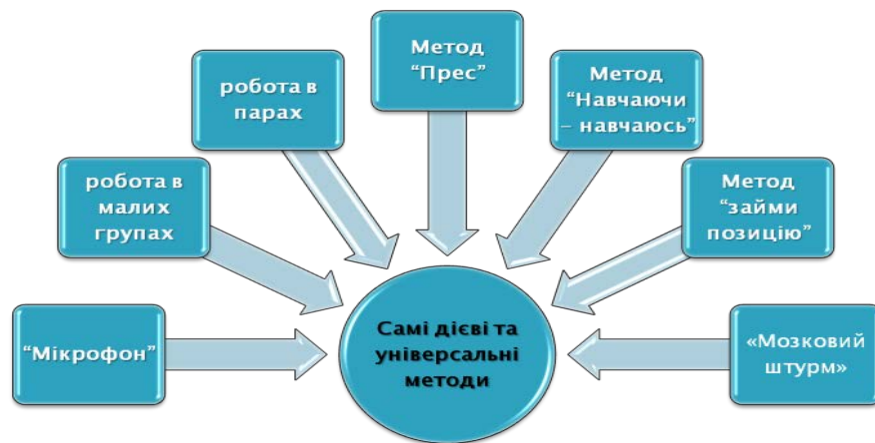 “Мікрофон”
робота в
малих
групах
робота в
парах
Метод
“Прес”
Метод
“Навчаючи
– навчаюсь”
Метод
“займи
позицію”
«Мозковий
штурм»
Самі дієві та
універсальні
методи